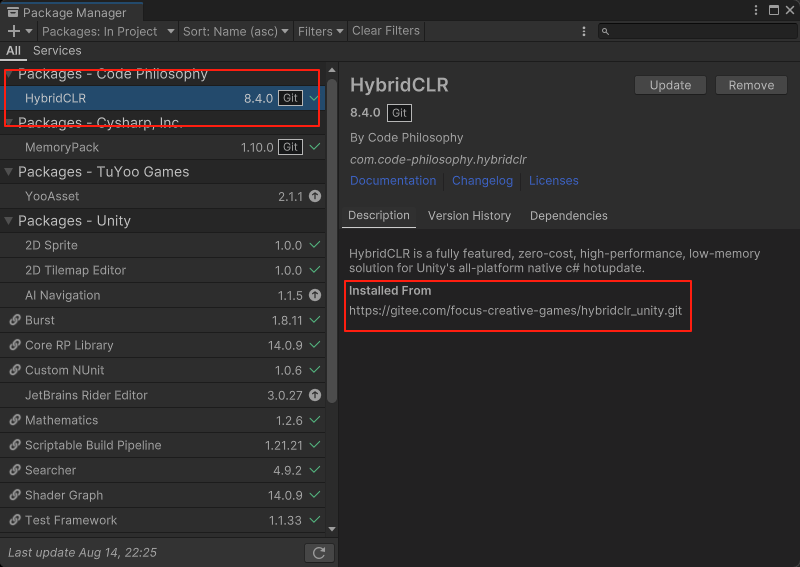 Package Manager
Packages: In Project Sort: Name (asc) Filters Clear Filters
All Services
Packages - Code Philosophy
HybridCLR 8.4.0 Git
Packages - Cysharp, Inc.
MemoryPack 1.10.0 Git
Packages - TuYoo Games
YooAsset 2.1.1
Packages - Unity
2D Sprite 1.0.0
2D Tilemap Editor 1.0.0
AI Navigation 1.1.5
Burst 1.8.11
Core RP Library 14.0.9
Custom NUnit 1.0.6
JetBrains Rider Editor 3.0.27
Mathematics 1.2.6
Scriptable Build Pipeline 1.21.21
Searcher 4.9.2
Shader Graph 14.0.9
Test Framework 1.1.33
Last update Aug 14, 22:25
HybridCLR Update Remove
8.4.0 Git
By Code Philosophy
com.code-philosophy.hybridclr
Documentation Changelog Licenses
Description Version History Dependencies
HybridCLR is a fully featured, zero-cost, high-performance, low-memory
solution for Unity's all-platform native c# hotupdate.
Installed From
https://gitee.com/focus-creative-games/hybridclr_unity.git